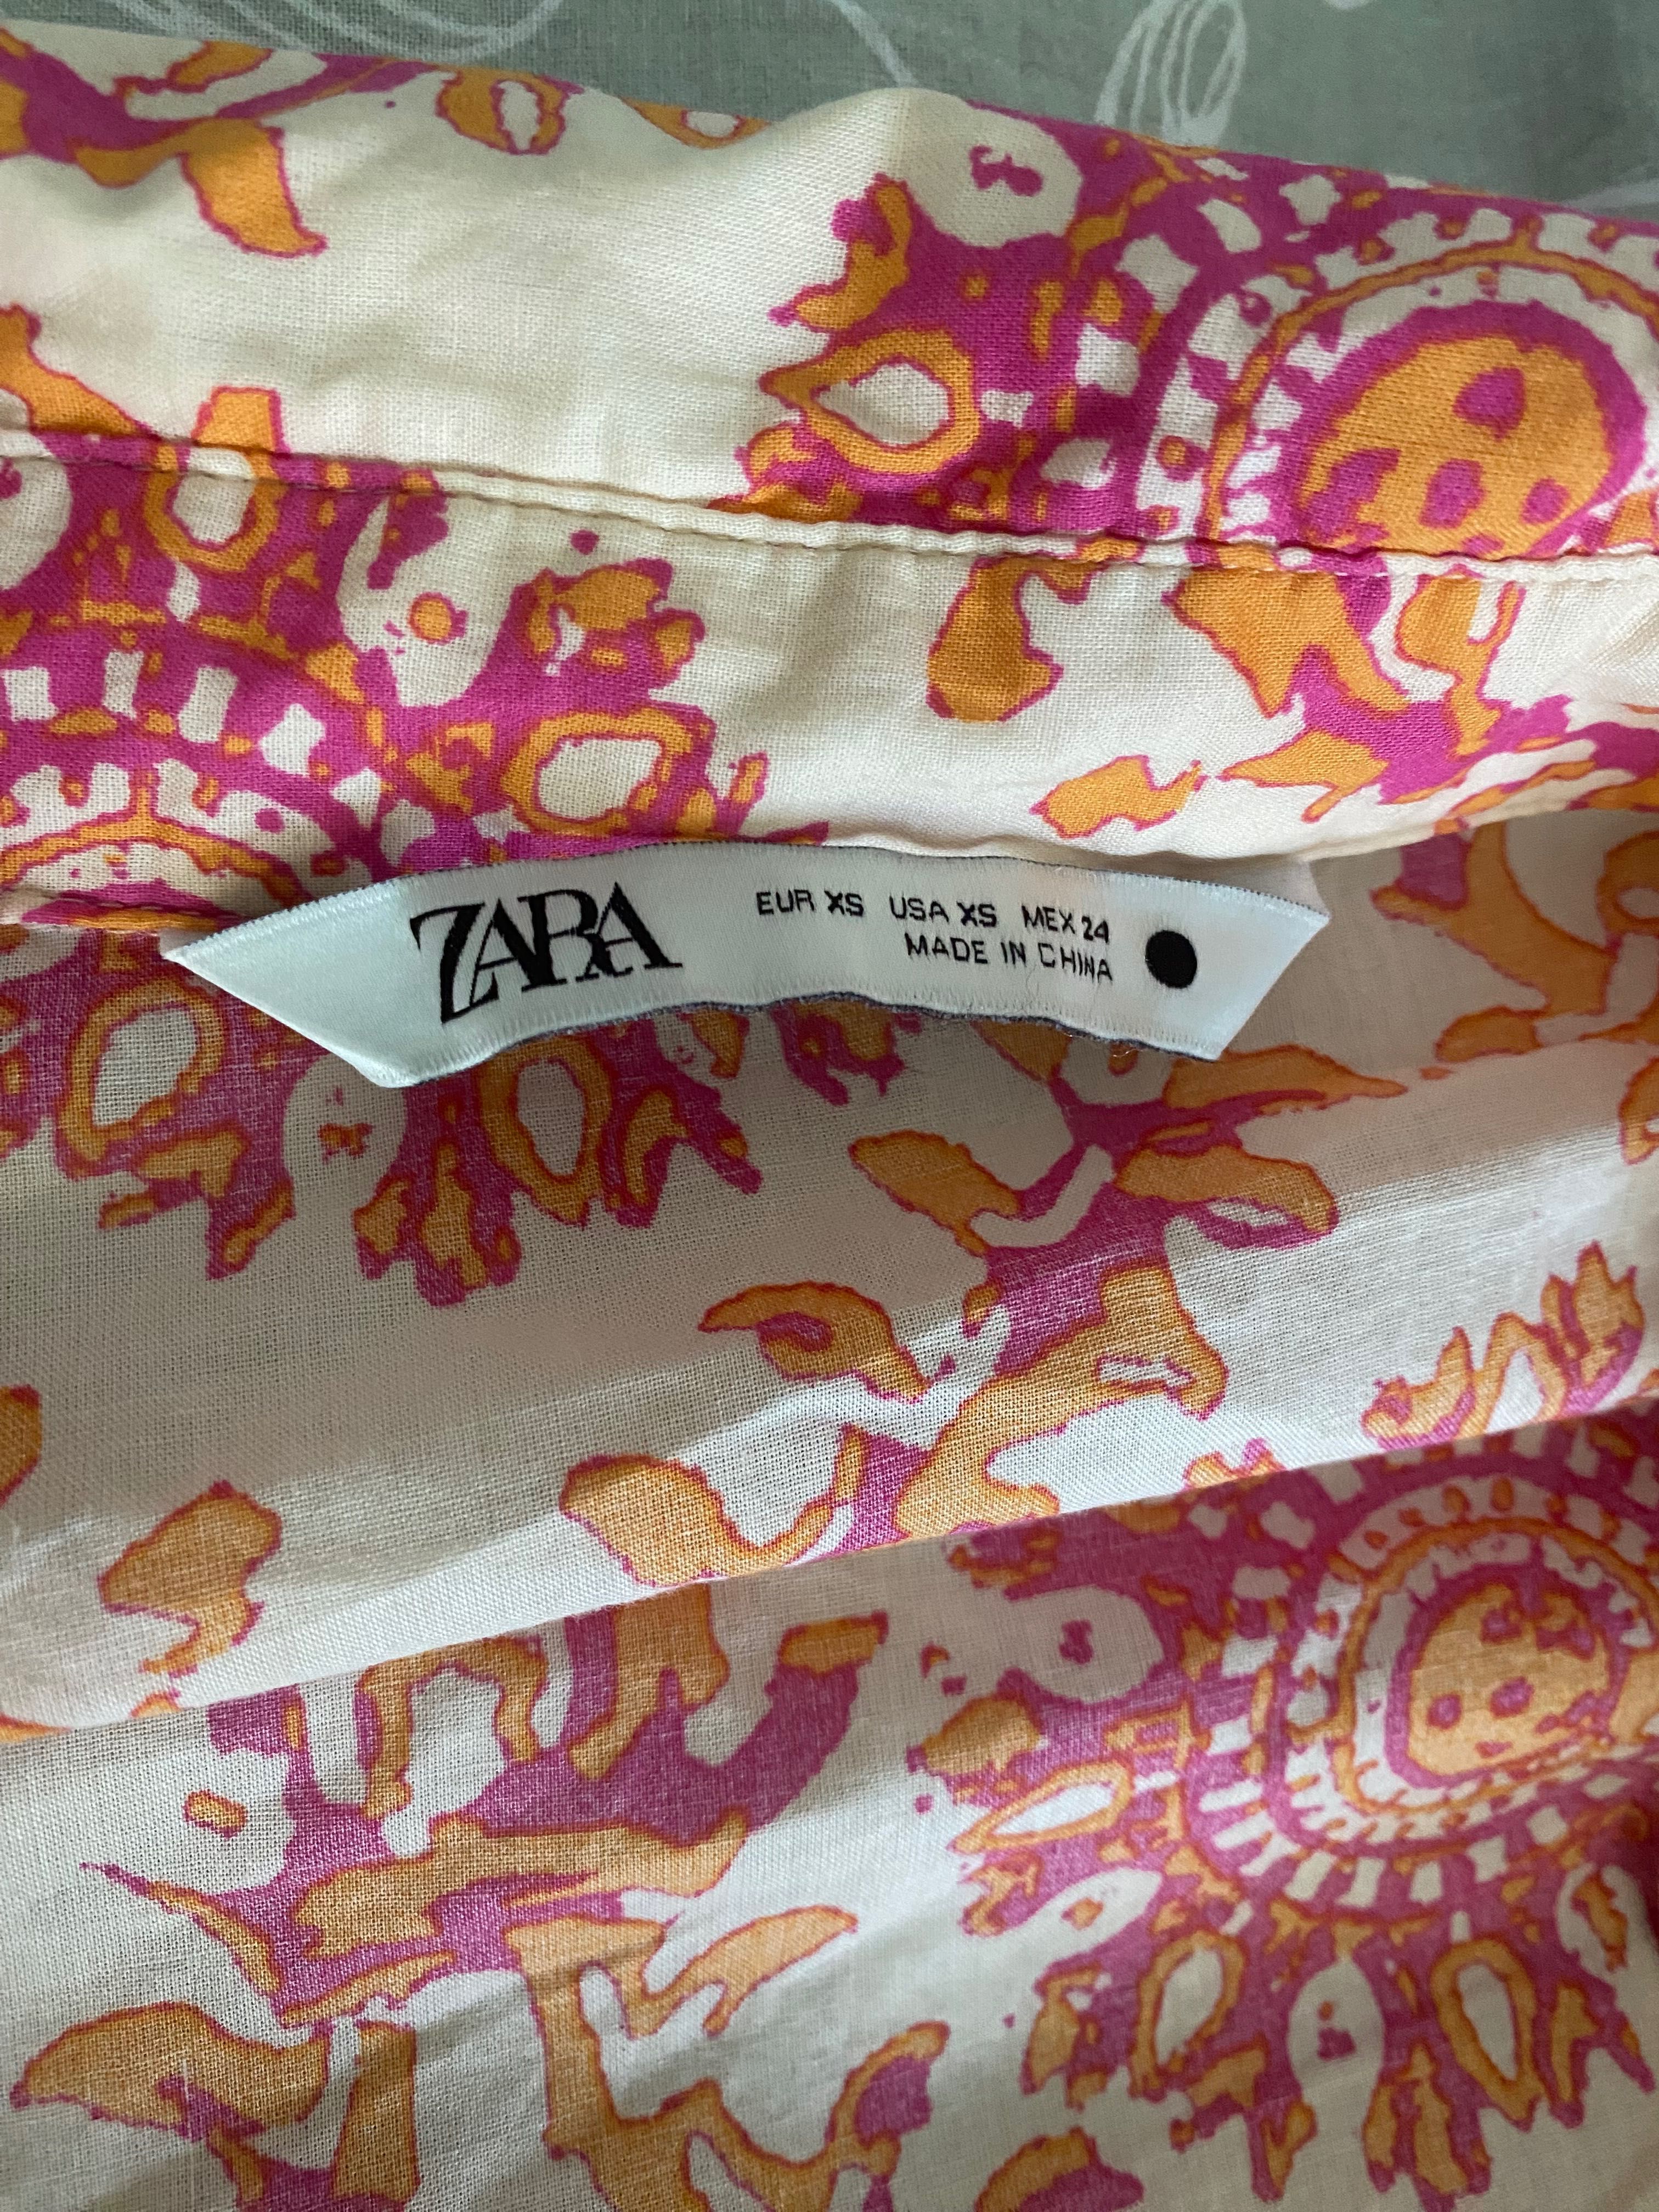 ZARA
EUR XS USA XS MEX 24
MADE IN CHINA